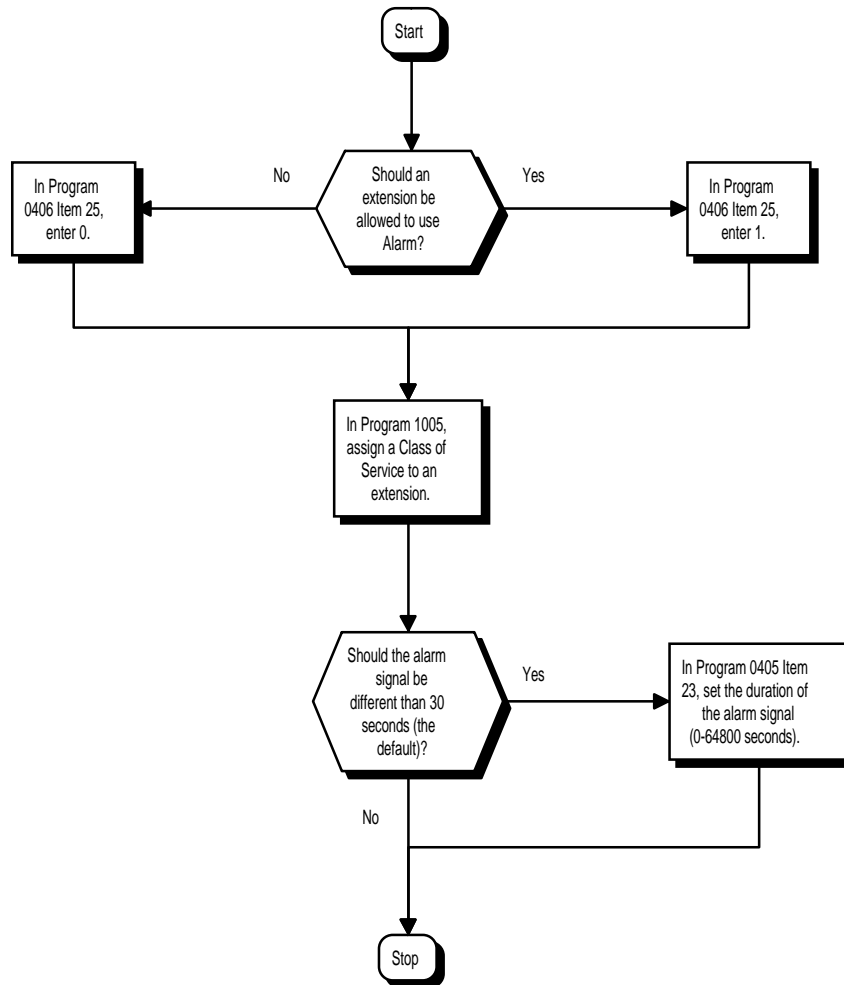 Start
Should an
extension be
allowed to use
Alarm?
No
Yes
In Program
0406 Item 25,
enter 0.
In Program
0406 Item 25,
enter 1.
In Program 1005,
assign a Class of
Service to an
extension.
Should the alarm
signal be
different than 30
seconds (the
default)?
Yes
In Program 0405 Item
23, set the duration of
the alarm signal
(0-64800 seconds).
No
Stop